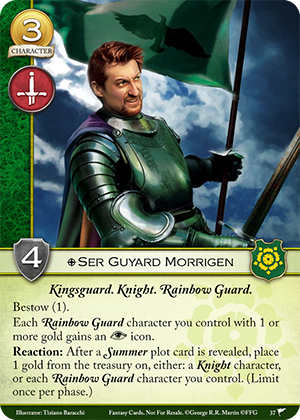 3
CHARACTER
4
Ser Guyard Morrigen
Kingsguard. Knight. Rainbow Guard.
Bestow (1).
Each Rainbow Guard character you control with 1
or more gold gains an icon.
Reaction: After a Summer plot card is revealed, place
1 gold from the treasury on, either: a Knight character,
or each Rainbow Guard character you control. (Limit
once per phase.)
Illustrator: Tiziano Baracchi
Fantasy Cards. Not For Resale. ©George R.R. Martin ©FFG
37